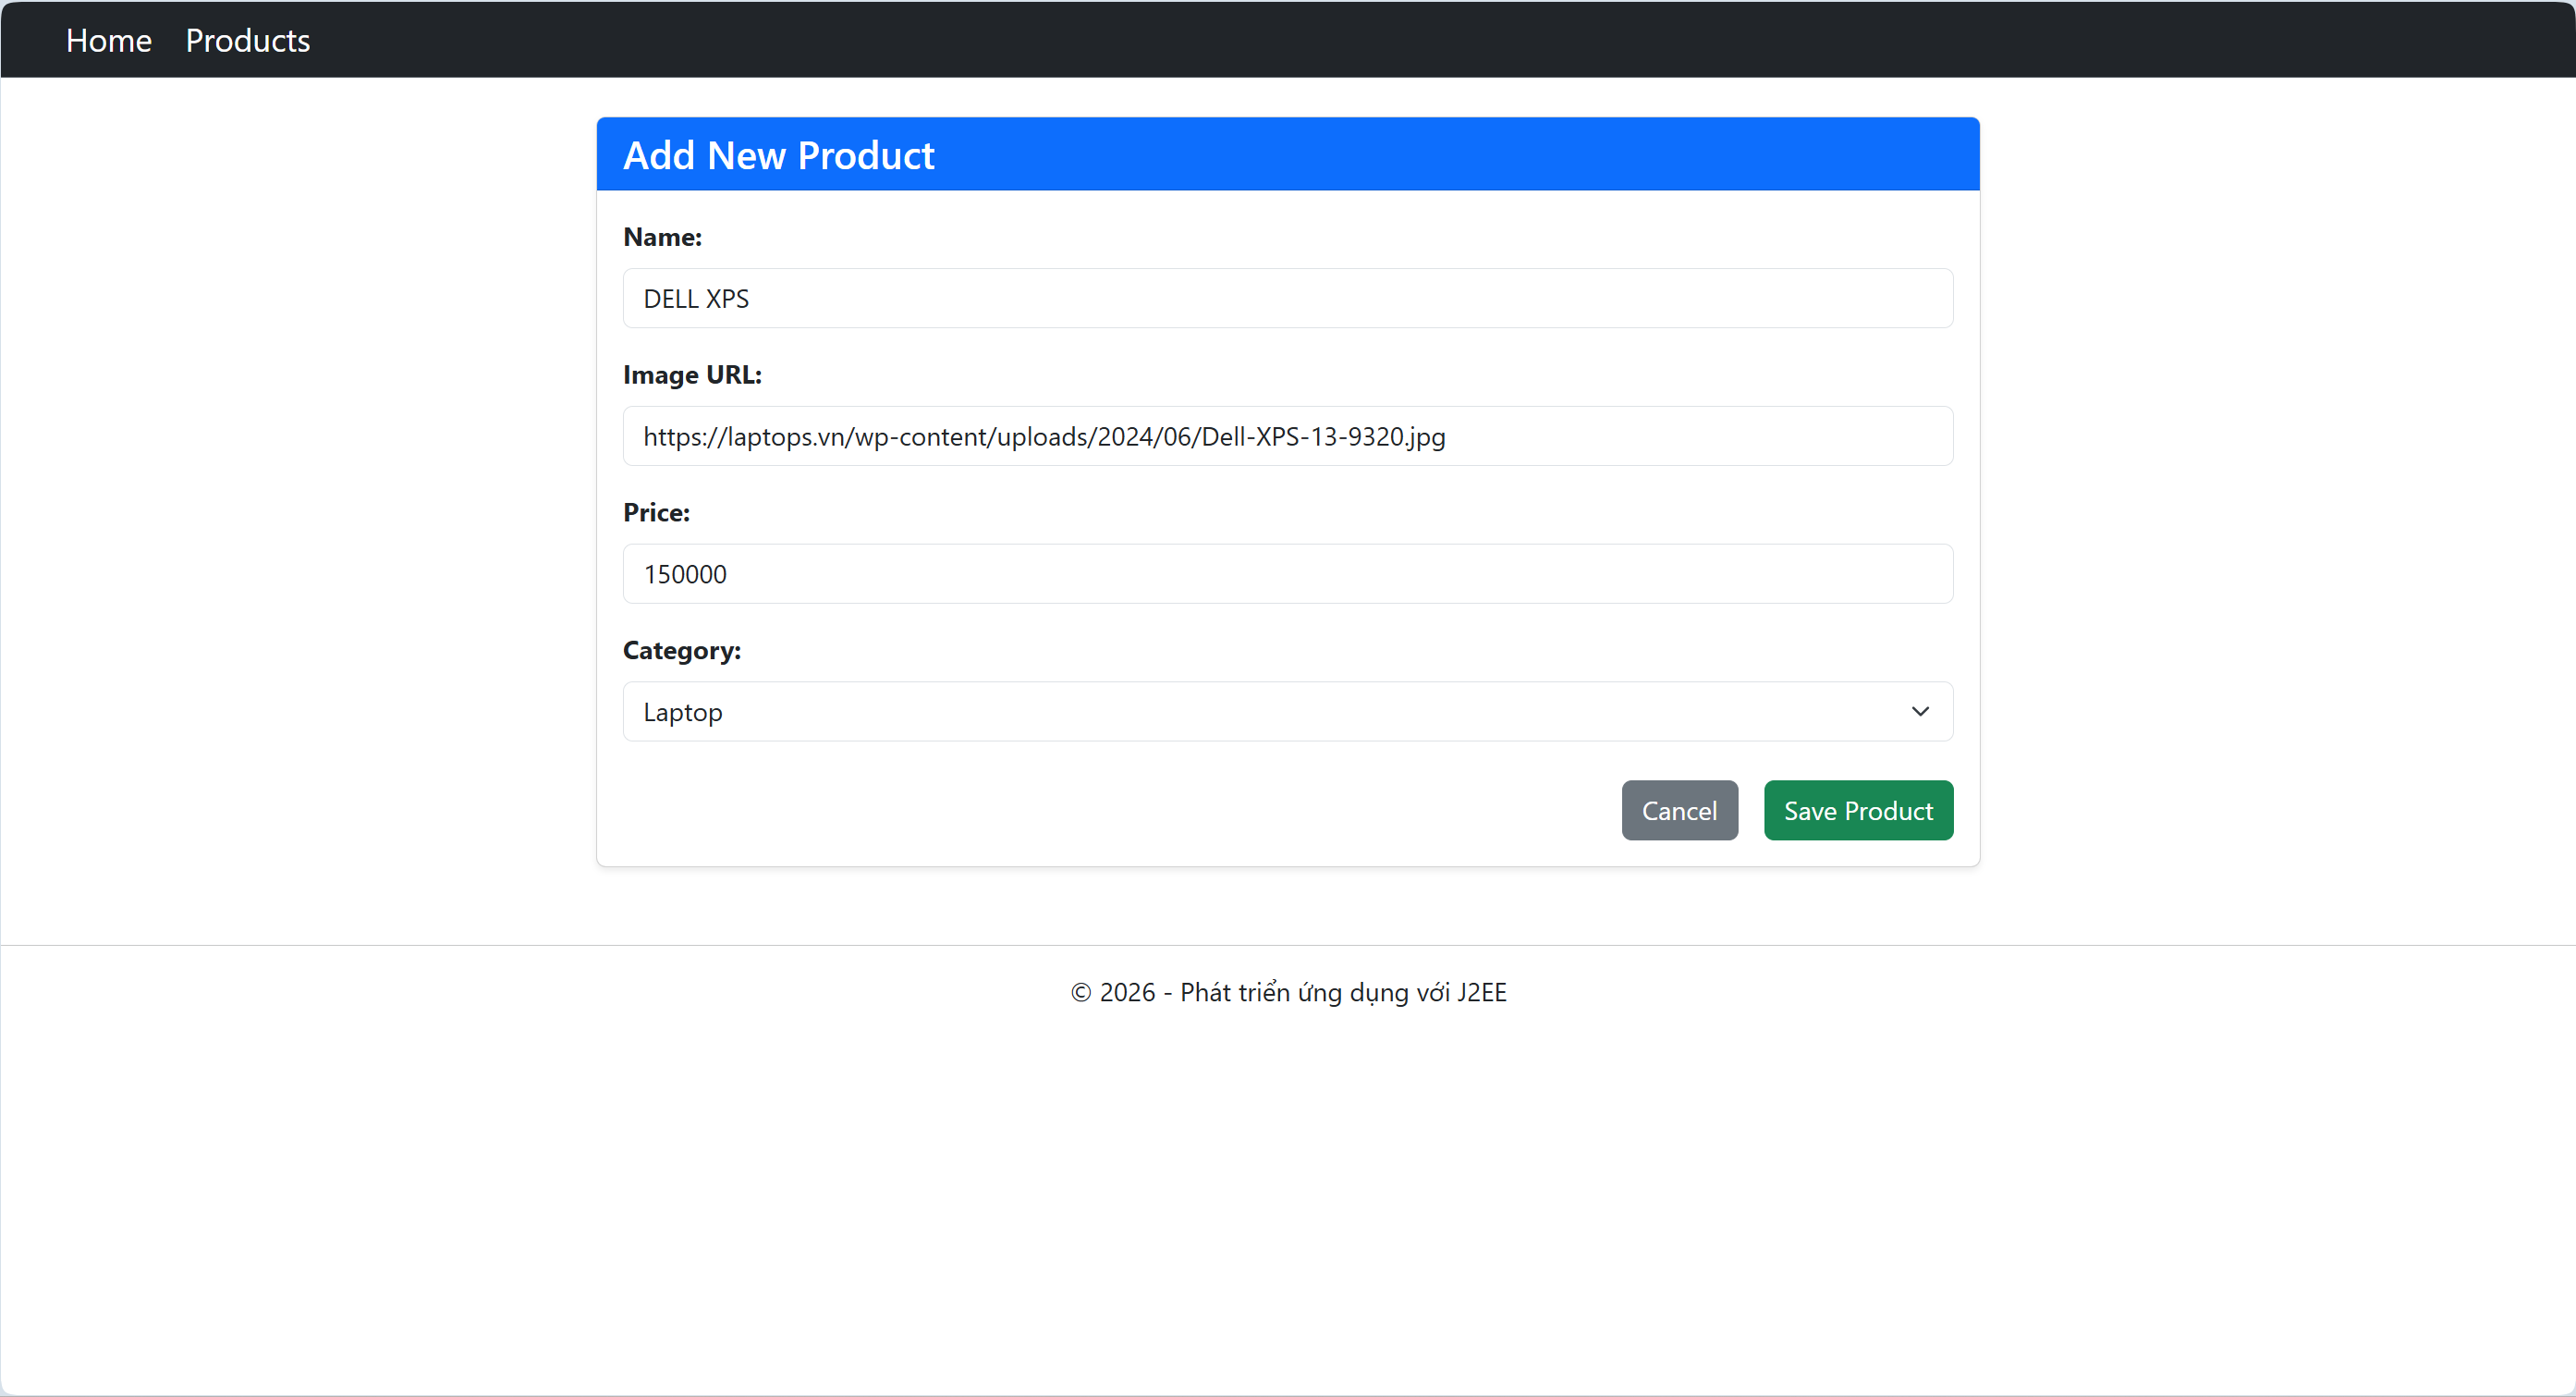 Home Products
Add New Product
Name:
DELL XPS
Image URL:
https://laptops.vn/wp-content/uploads/2024/06/Dell-XPS-13-9320.jpg
Price:
150000
Category:
Laptop
Cancel Save Product
© 2026 - Phát triển ứng dụng với J2EE